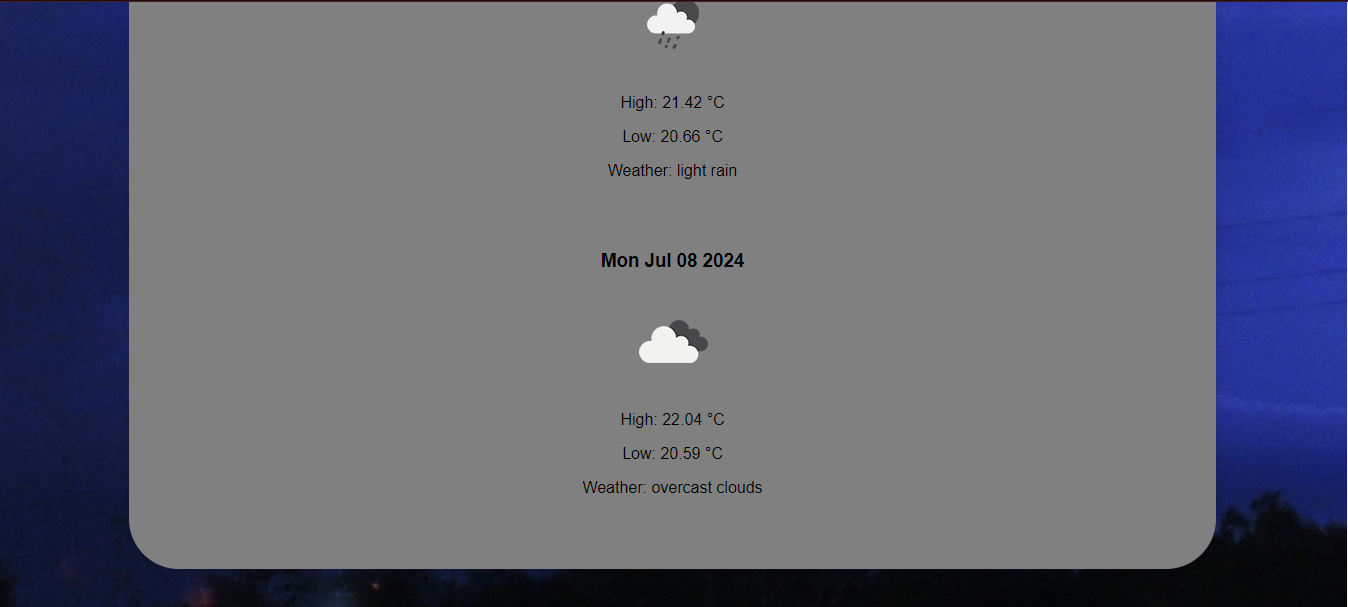 High: 21.42 °C
Low: 20.66 °C
Weather: light rain
Mon Jul 08 2024
High: 22.04 °C
Low: 20.59 °C
Weather: overcast clouds